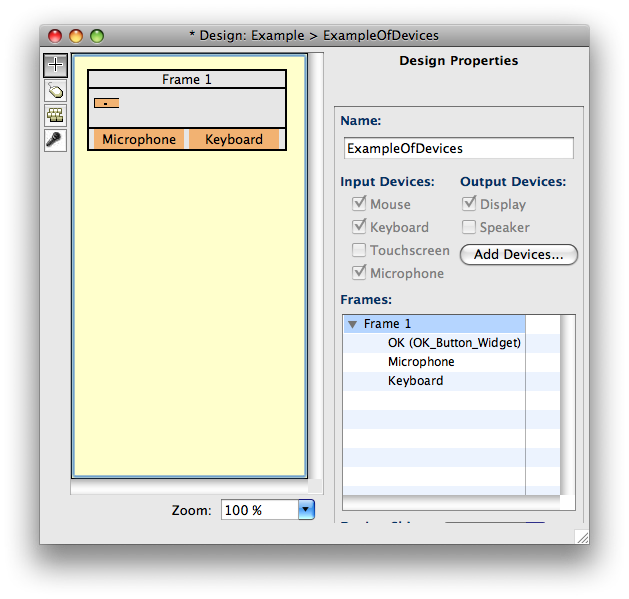 * Design: Example > ExampleOfDevices
Frame 1
Microphone Keyboard
Zoom: 100 %
Design Properties
Name:
ExampleOfDevices
Input Devices: Output Devices:
Mouse Display
Keyboard Speaker
Touchscreen Add Devices...
Microphone
Frames:
Frame 1
OK (OK_Button_Widget)
Microphone
Keyboard